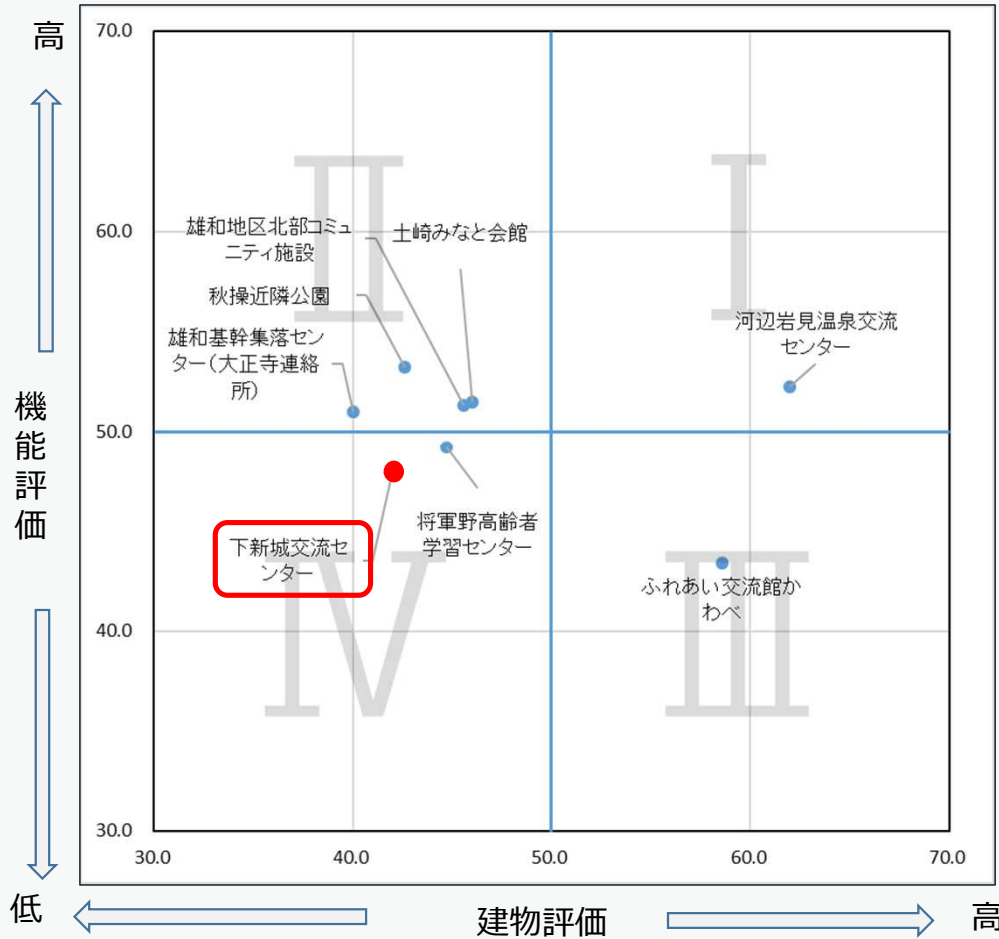 高
70.0
雄和地区北部コミュ
ニティ施設
土崎みなと会館
60.0
秋操近隣公園
河辺岩見温泉交流
センター
雄和基幹集落セン
ター(大正寺連絡
所)
Ⅱ
Ⅰ
機能評価
50.0
将軍野高齢者
学習センター
下新城交流セ
ンター
ふれあい交流館か
わべ
40.0
Ⅳ
Ⅲ
30.0
30.0 40.0 50.0 60.0 70.0
低
建物評価
高